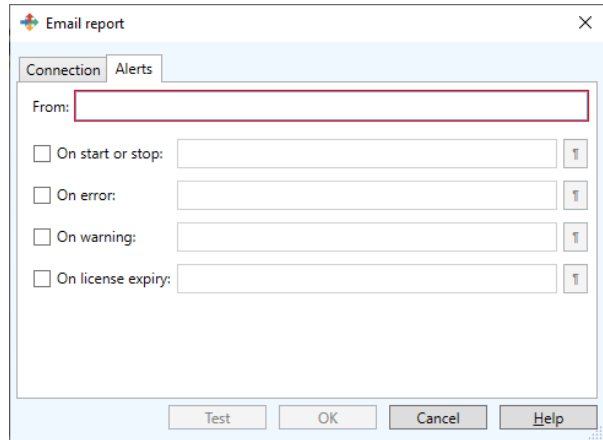 Email report
Connection Alerts
From:
On start or stop: ¶
On error: ¶
On warning: ¶
On license expiry: ¶
Test OK Cancel Help